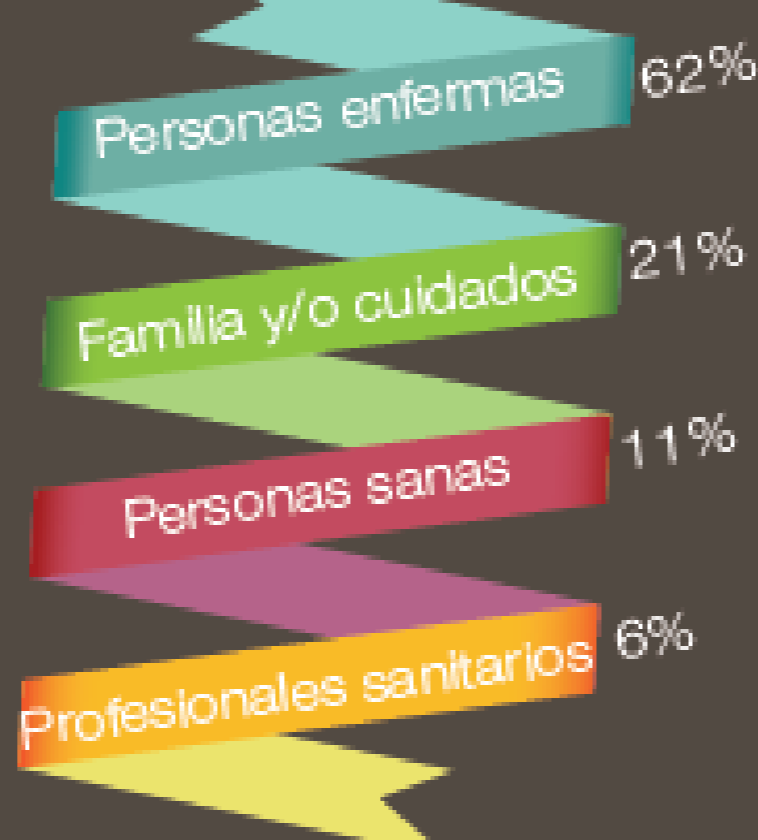 Personas enfermas 62%
Familia y/o cuidados 21%
Personas sanas 11%
Profesionales sanitarios 6%